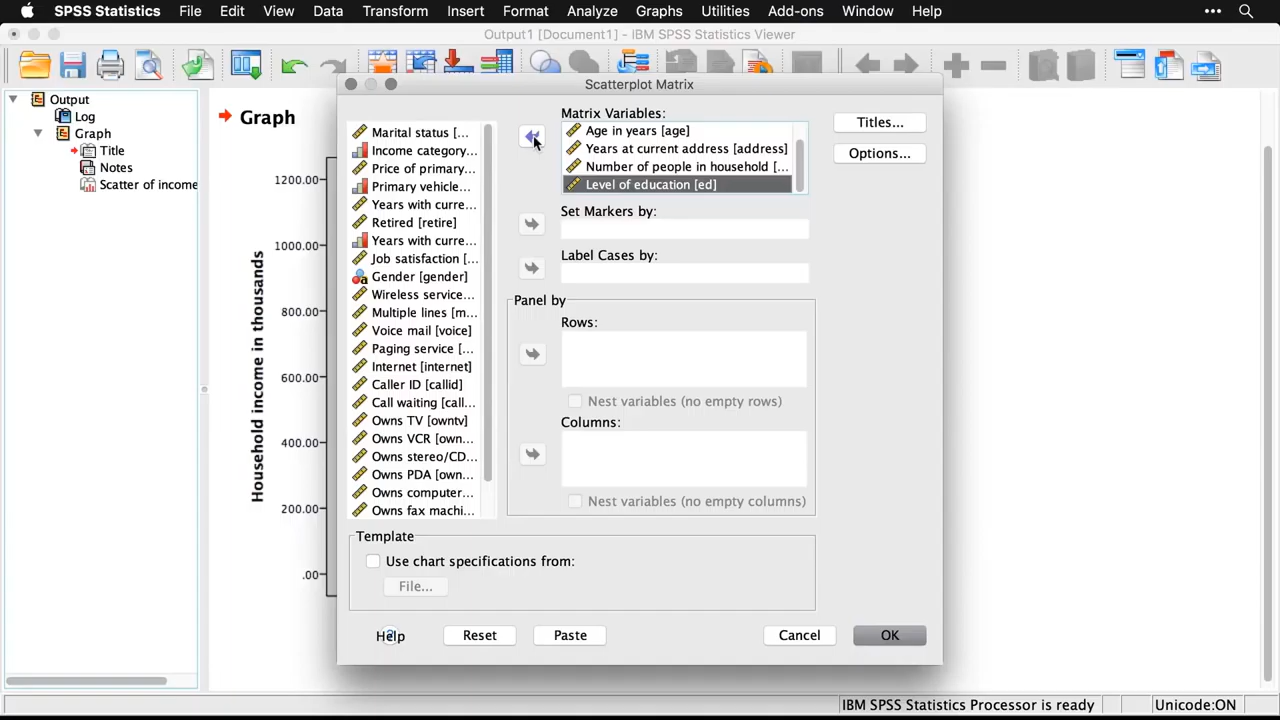 SPSS Statistics File Edit View Data Transform Insert Format Analyze Graphs Utilities Add-ons Window Help
Output1 [Document1] - IBM SPSS Statistics Viewer
Output
Log
Graph
Title
Notes
Scatter of income
Graph
Household income in thousands
1200.00
1000.00
800.00
600.00
400.00
200.00
.00
Scatterplot Matrix
Marital status [...
Income category...
Price of primary...
Primary vehicle...
Years with curre...
Retired [retire]
Years with curre...
Job satisfaction [...
Gender [gender]
Wireless service...
Multiple lines [m...
Voice mail [voice]
Paging service [...
Internet [internet]
Caller ID [callid]
Call waiting [call...
Owns TV [owntv]
Owns VCR [own...
Owns stereo/CD...
Owns PDA [own...
Owns computer...
Owns fax machi...
Matrix Variables:
Age in years [age]
Years at current address [address]
Number of people in household [...
Level of education [ed]
Set Markers by:
Label Cases by:
Panel by
Rows:
Nest variables (no empty rows)
Columns:
Nest variables (no empty columns)
Titles...
Options...
Template
Use chart specifications from:
File...
Help
Reset
Paste
Cancel
OK
IBM SPSS Statistics Processor is ready
Unicode:ON